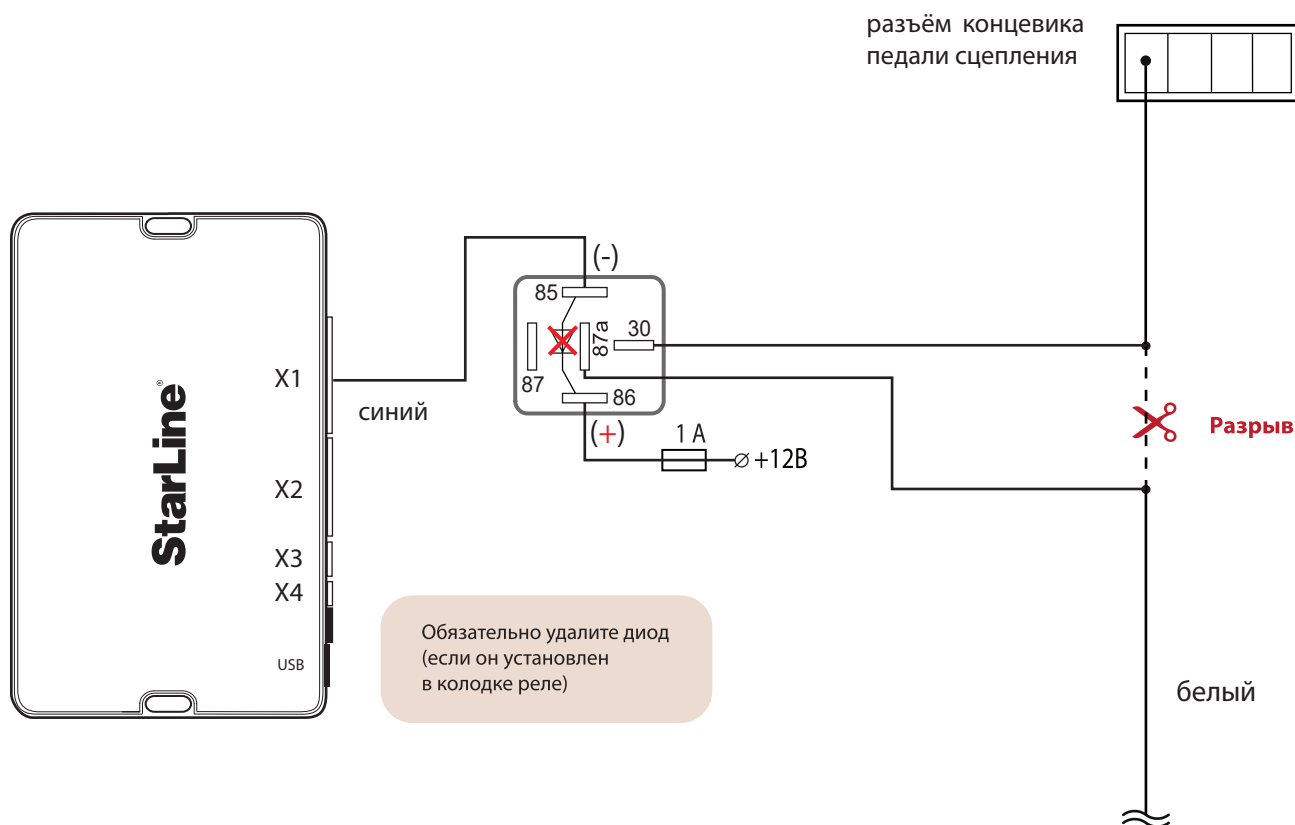 разъём концевика
педали сцепления
(-)
85
30
87a
87
86
(+)
1 А
+12В
X1
синий
StarLine®
X2
X3
X4
USB
Разрыв
Обязательно удалите диод
(если он установлен
в колодке реле)
белый